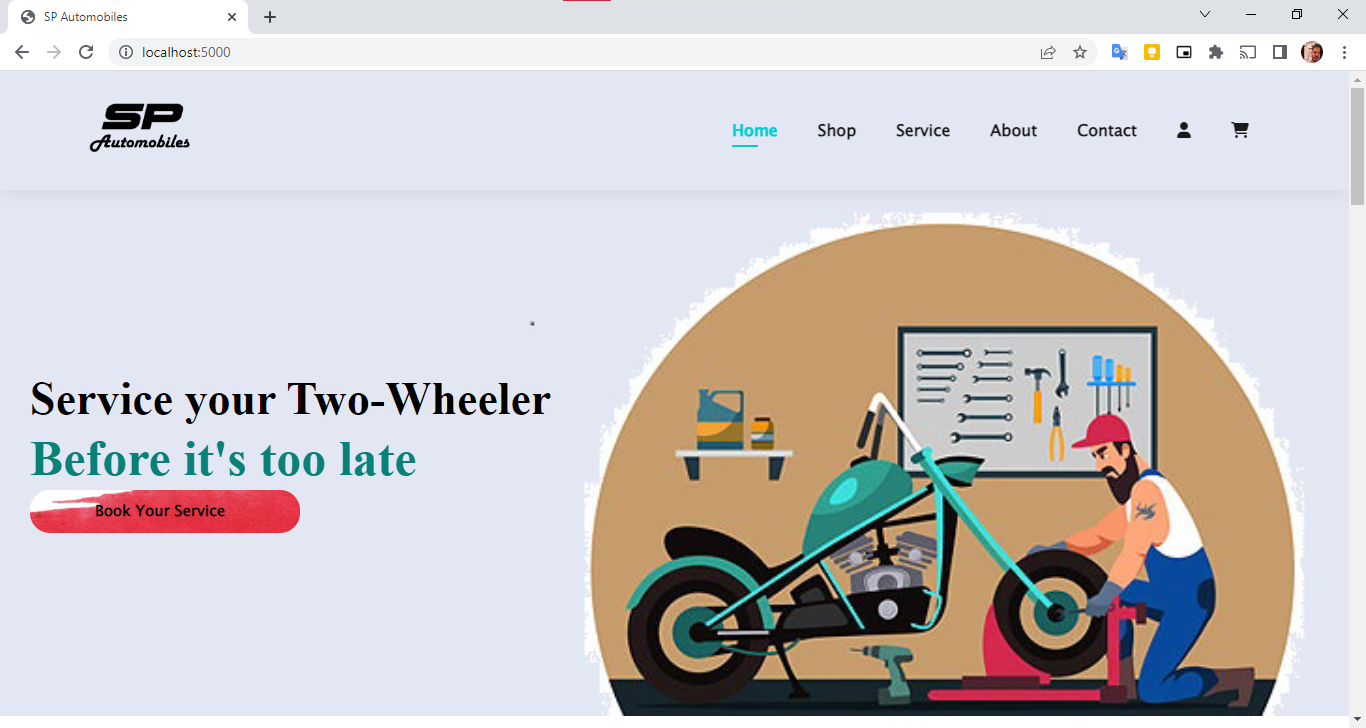 SP Automobiles
localhost:5000
SP
Automobiles
Home Shop Service About Contact
Service your Two-Wheeler
Before it's too late
Book Your Service